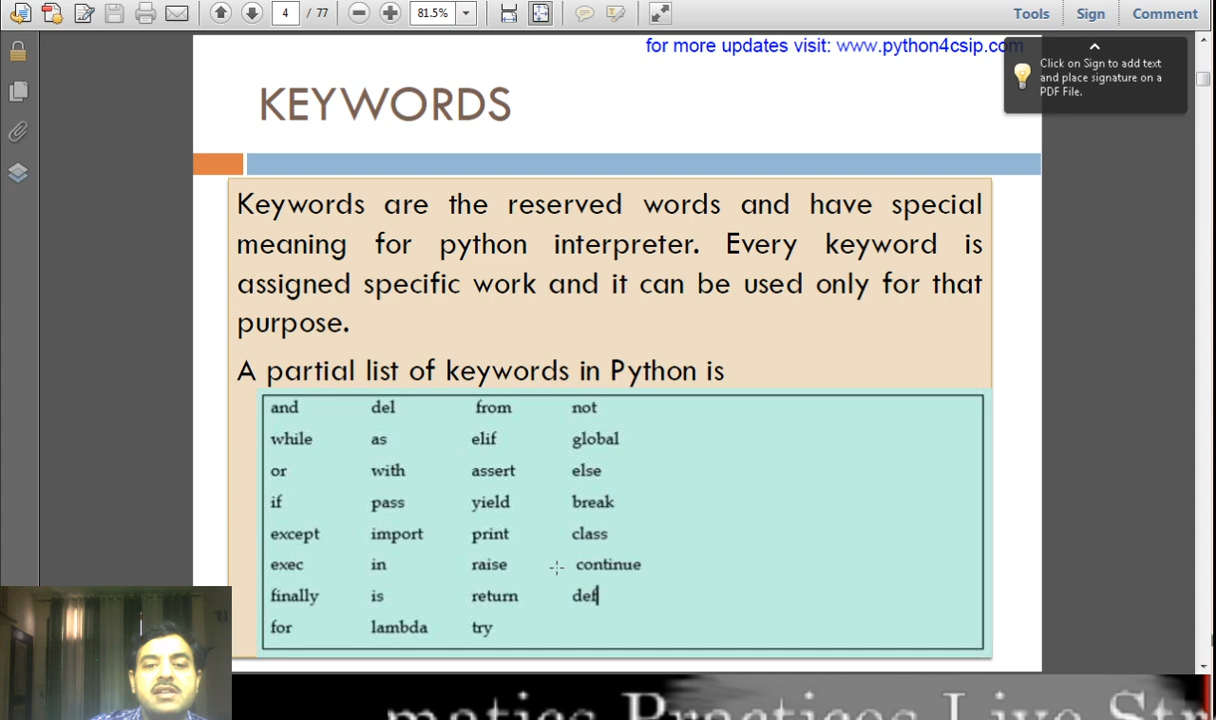 4 / 77
81.5%
Tools Sign Comment
for more updates visit: www.python4csip.com
Click on Sign to add text
and place signature on a
PDF File.
KEYWORDS
Keywords are the reserved words and have special
meaning for python interpreter. Every keyword is
assigned specific work and it can be used only for that
purpose.
A partial list of keywords in Python is
and del from not
while as elif global
or with assert else
if pass yield break
except import print class
exec in raise continue
finally is return def
for lambda try
matics Practices Live Str